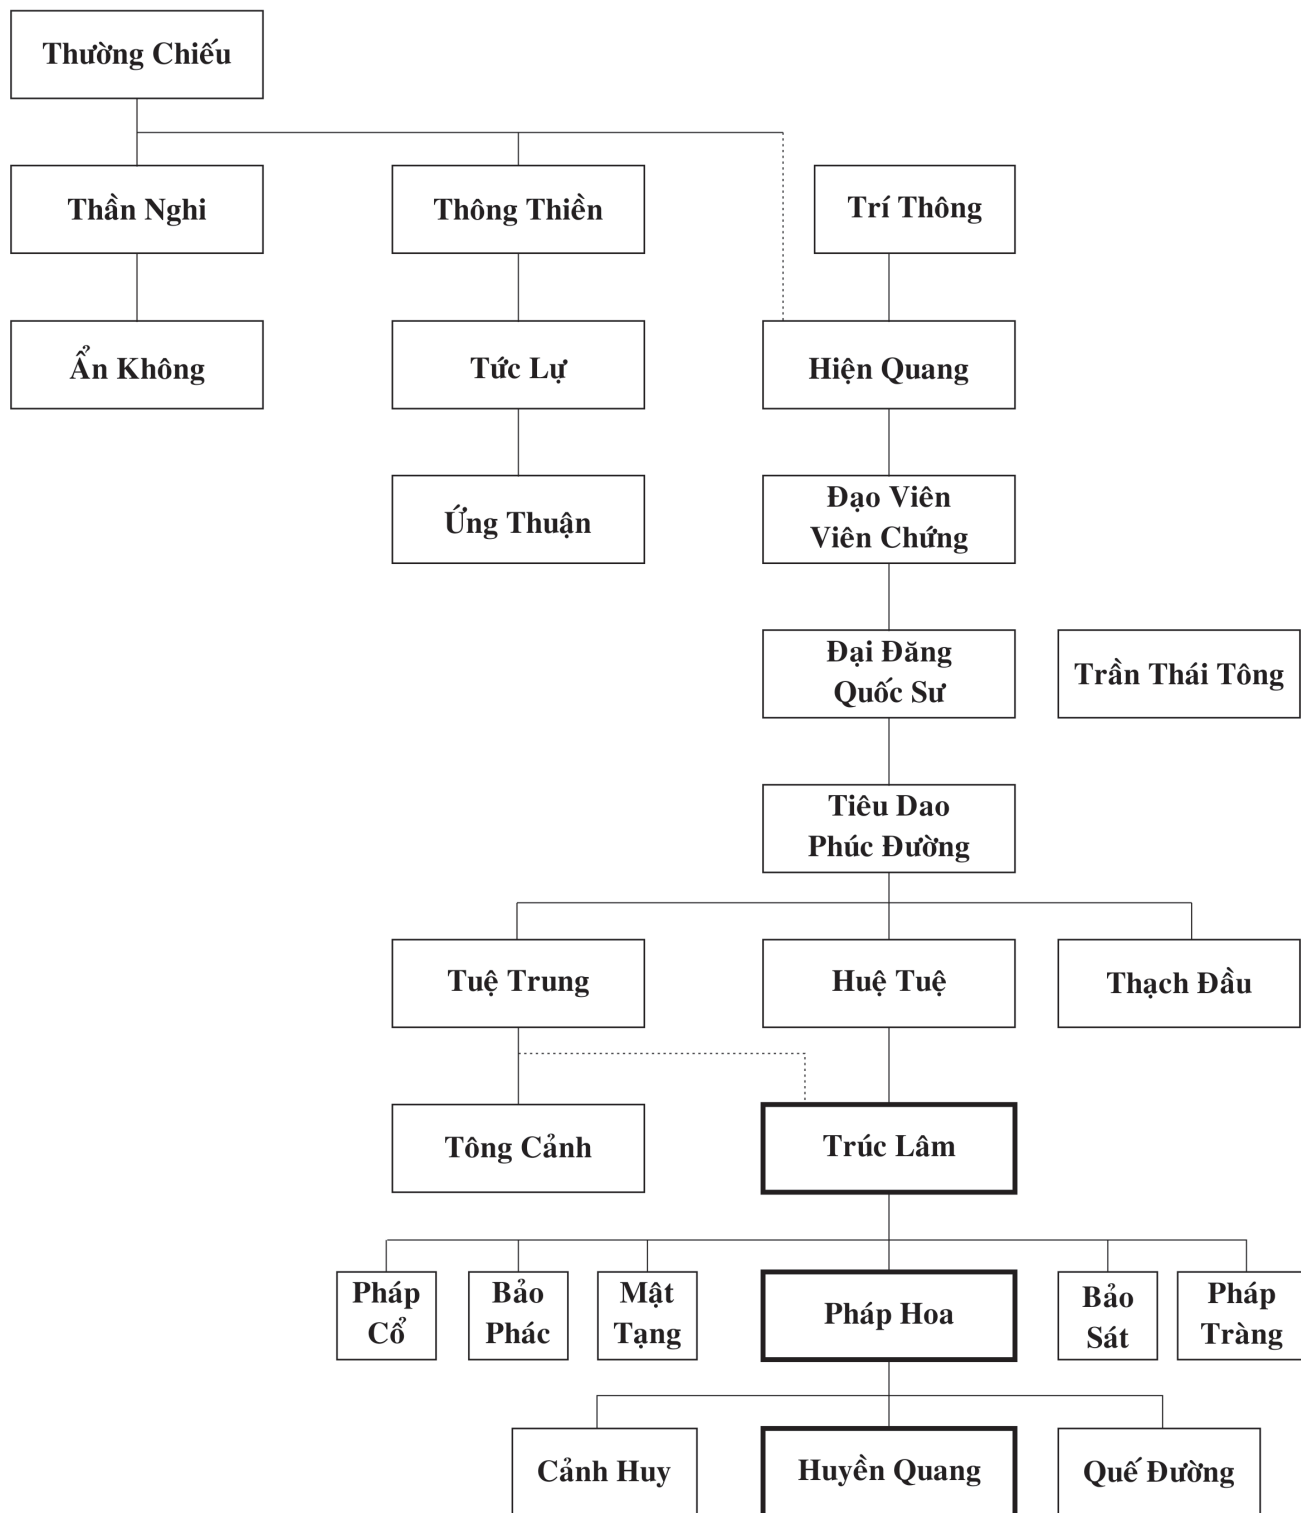 Thường Chiếu
Thần Nghi
Thông Thiền
Trí Thông
Ẩn Không
Tức Lự
Hiện Quang
Ứng Thuận
Đạo Viên
Viên Chứng
Đại Đăng
Quốc Sư
Trần Thái Tông
Tiêu Dao
Phúc Đường
Tuệ Trung
Huệ Tuệ
Thạch Đầu
Tông Cảnh
Trúc Lâm
Pháp
Cổ
Bảo
Phác
Mật
Tạng
Pháp Hoa
Bảo
Sát
Pháp
Tràng
Cảnh Huy
Huyền Quang
Quế Đường